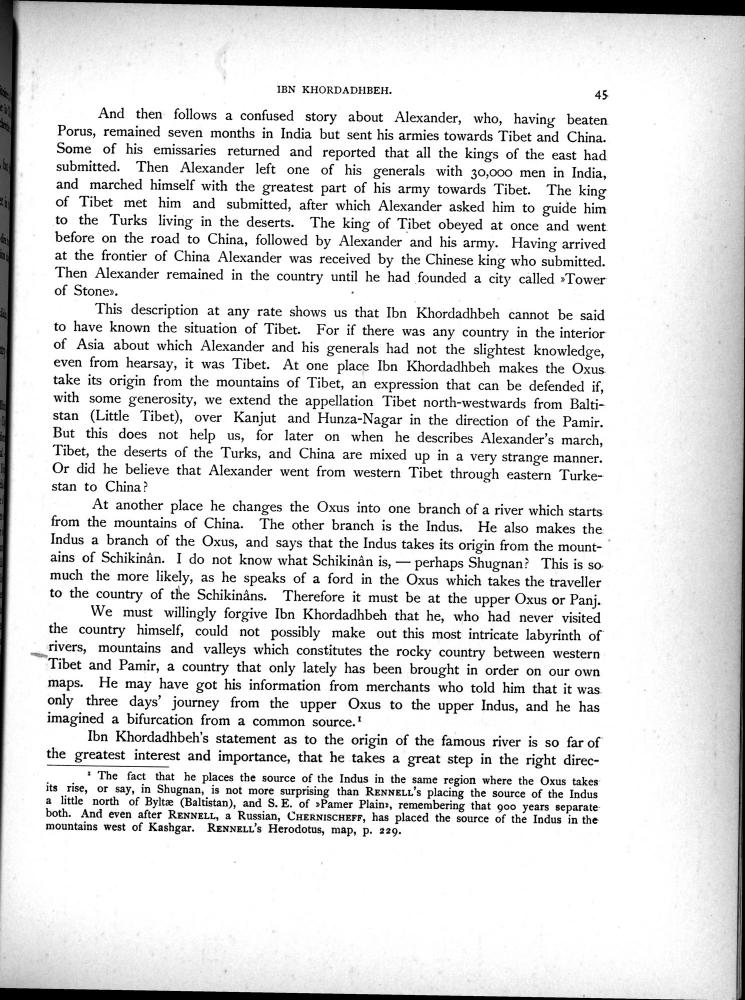 IBN KHORDADHBEH.
45
And then follows a confused story about Alexander, who, having beaten
Porus, remained seven months in India but sent his armies towards Tibet and China.
Some of his emissaries returned and reported that all the kings of the east had
submitted. Then Alexander left one of his generals with 30,000 men in India,
and marched himself with the greatest part of his army towards Tibet. The king
of Tibet met him and submitted, after which Alexander asked him to guide him
to the Turks living in the deserts. The king of Tibet obeyed at once and went
before on the road to China, followed by Alexander and his army. Having arrived
at the frontier of China Alexander was received by the Chinese king who submitted.
Then Alexander remained in the country until he had founded a city called »Tower
of Stone».
This description at any rate shows us that Ibn Khordadhbeh cannot be said
to have known the situation of Tibet. For if there was any country in the interior
of Asia about which Alexander and his generals had not the slightest knowledge,
even from hearsay, it was Tibet. At one place Ibn Khordadhbeh makes the Oxus
take its origin from the mountains of Tibet, an expression that can be defended if,
with some generosity, we extend the appellation Tibet north-westwards from Balti-
stan (Little Tibet), over Kanjut and Hunza-Nagar in the direction of the Pamir.
But this does not help us, for later on when he describes Alexander's march,
Tibet, the deserts of the Turks, and China are mixed up in a very strange manner.
Or did he believe that Alexander went from western Tibet through eastern Turke-
stan to China?
At another place he changes the Oxus into one branch of a river which starts
from the mountains of China. The other branch is the Indus. He also makes the
Indus a branch of the Oxus, and says that the Indus takes its origin from the mount-
ains of Schikinân. I do not know what Schikinân is, — perhaps Shugnan? This is so
much the more likely, as he speaks of a ford in the Oxus which takes the traveller
to the country of the Schikinâns. Therefore it must be at the upper Oxus or Panj.
We must willingly forgive Ibn Khordadhbeh that he, who had never visited
the country himself, could not possibly make out this most intricate labyrinth of
rivers, mountains and valleys which constitutes the rocky country between western
Tibet and Pamir, a country that only lately has been brought in order on our own
maps. He may have got his information from merchants who told him that it was
only three days' journey from the upper Oxus to the upper Indus, and he has
imagined a bifurcation from a common source.¹
Ibn Khordadhbeh's statement as to the origin of the famous river is so far of
the greatest interest and importance, that he takes a great step in the right direc-
¹ The fact that he places the source of the Indus in the same region where the Oxus takes
its rise, or say, in Shugnan, is not more surprising than RENNELL's placing the source of the Indus
a little north of Byltæ (Baltistan), and S. E. of »Pamer Plain», remembering that 900 years separate
both. And even after RENNELL, a Russian, CHERNISCHEFF, has placed the source of the Indus in the
mountains west of Kashgar. RENNELL's Herodotus, map, p. 229.